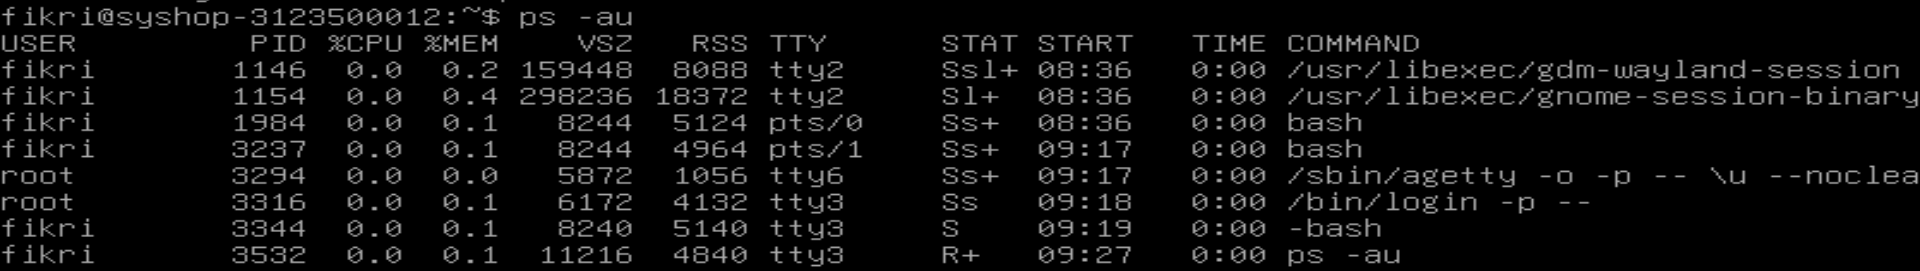 fikri@syshop-3123500012:~$ ps -au
USER         PID %CPU %MEM    VSZ   RSS TTY      STAT START   TIME COMMAND
fikri       1146  0.0  0.2 159448  8088 tty2     Ssl+ 08:36   0:00 /usr/libexec/gdm-wayland-session
fikri       1154  0.0  0.4 298236 18372 tty2     Sl+  08:36   0:00 /usr/libexec/gnome-session-binary
fikri       1984  0.0  0.1   8244  5124 pts/0    Ss+  08:36   0:00 bash
fikri       3237  0.0  0.1   8244  4964 pts/1    Ss+  09:17   0:00 bash
root        3294  0.0  0.0   5872  1056 tty6     Ss+  09:17   0:00 /sbin/agetty -o -p -- \u --noclea
root        3316  0.0  0.1   6172  4132 tty3     Ss   09:18   0:00 /bin/login -p --
fikri       3344  0.0  0.1   8240  5140 tty3     S    09:19   0:00 -bash
fikri       3532  0.0  0.1  11216  4840 tty3     R+   09:27   0:00 ps -au